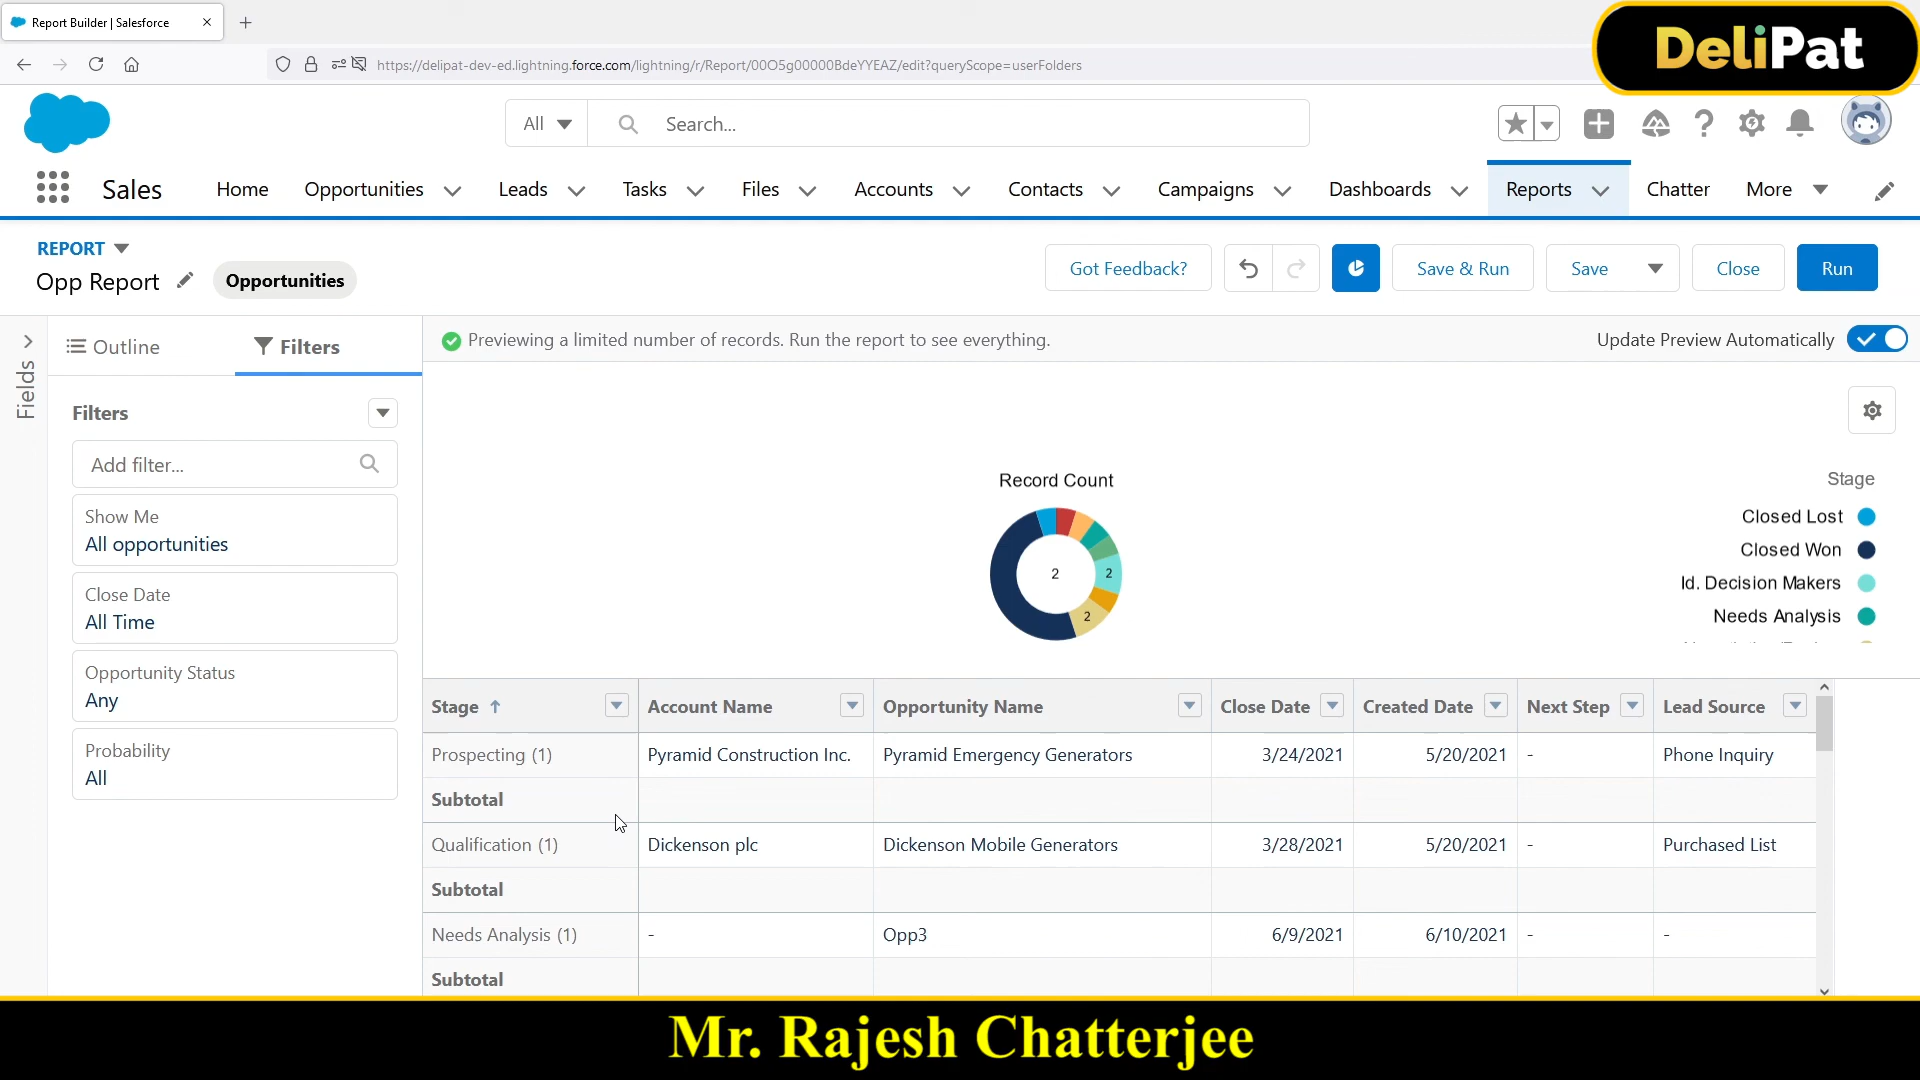 Report Builder | Salesforce
https://delipat-dev-ed.lightning.force.com/lightning/r/Report/00O5g00000BdeYYEAZ/edit?queryScope=userFolders
DeliPat
All
Search...
Sales
Home
Opportunities
Leads
Tasks
Files
Accounts
Contacts
Campaigns
Dashboards
Reports
Chatter
More
REPORT
Opp Report
Opportunities
Got Feedback?
Save & Run
Save
Close
Run
Fields
Outline
Filters
Previewing a limited number of records. Run the report to see everything.
Update Preview Automatically
Filters
Add filter...
Show Me
All opportunities
Close Date
All Time
Opportunity Status
Any
Probability
All
Record Count
2
2
2
Stage
Closed Lost
Closed Won
Id. Decision Makers
Needs Analysis
Stage Account Name Opportunity Name Close Date Created Date Next Step Lead Source
Prospecting (1) Pyramid Construction Inc. Pyramid Emergency Generators 3/24/2021 5/20/2021 - Phone Inquiry
Subtotal
Qualification (1) Dickenson plc Dickenson Mobile Generators 3/28/2021 5/20/2021 - Purchased List
Subtotal
Needs Analysis (1) - Opp3 6/9/2021 6/10/2021 - -
Subtotal
Mr. Rajesh Chatterjee